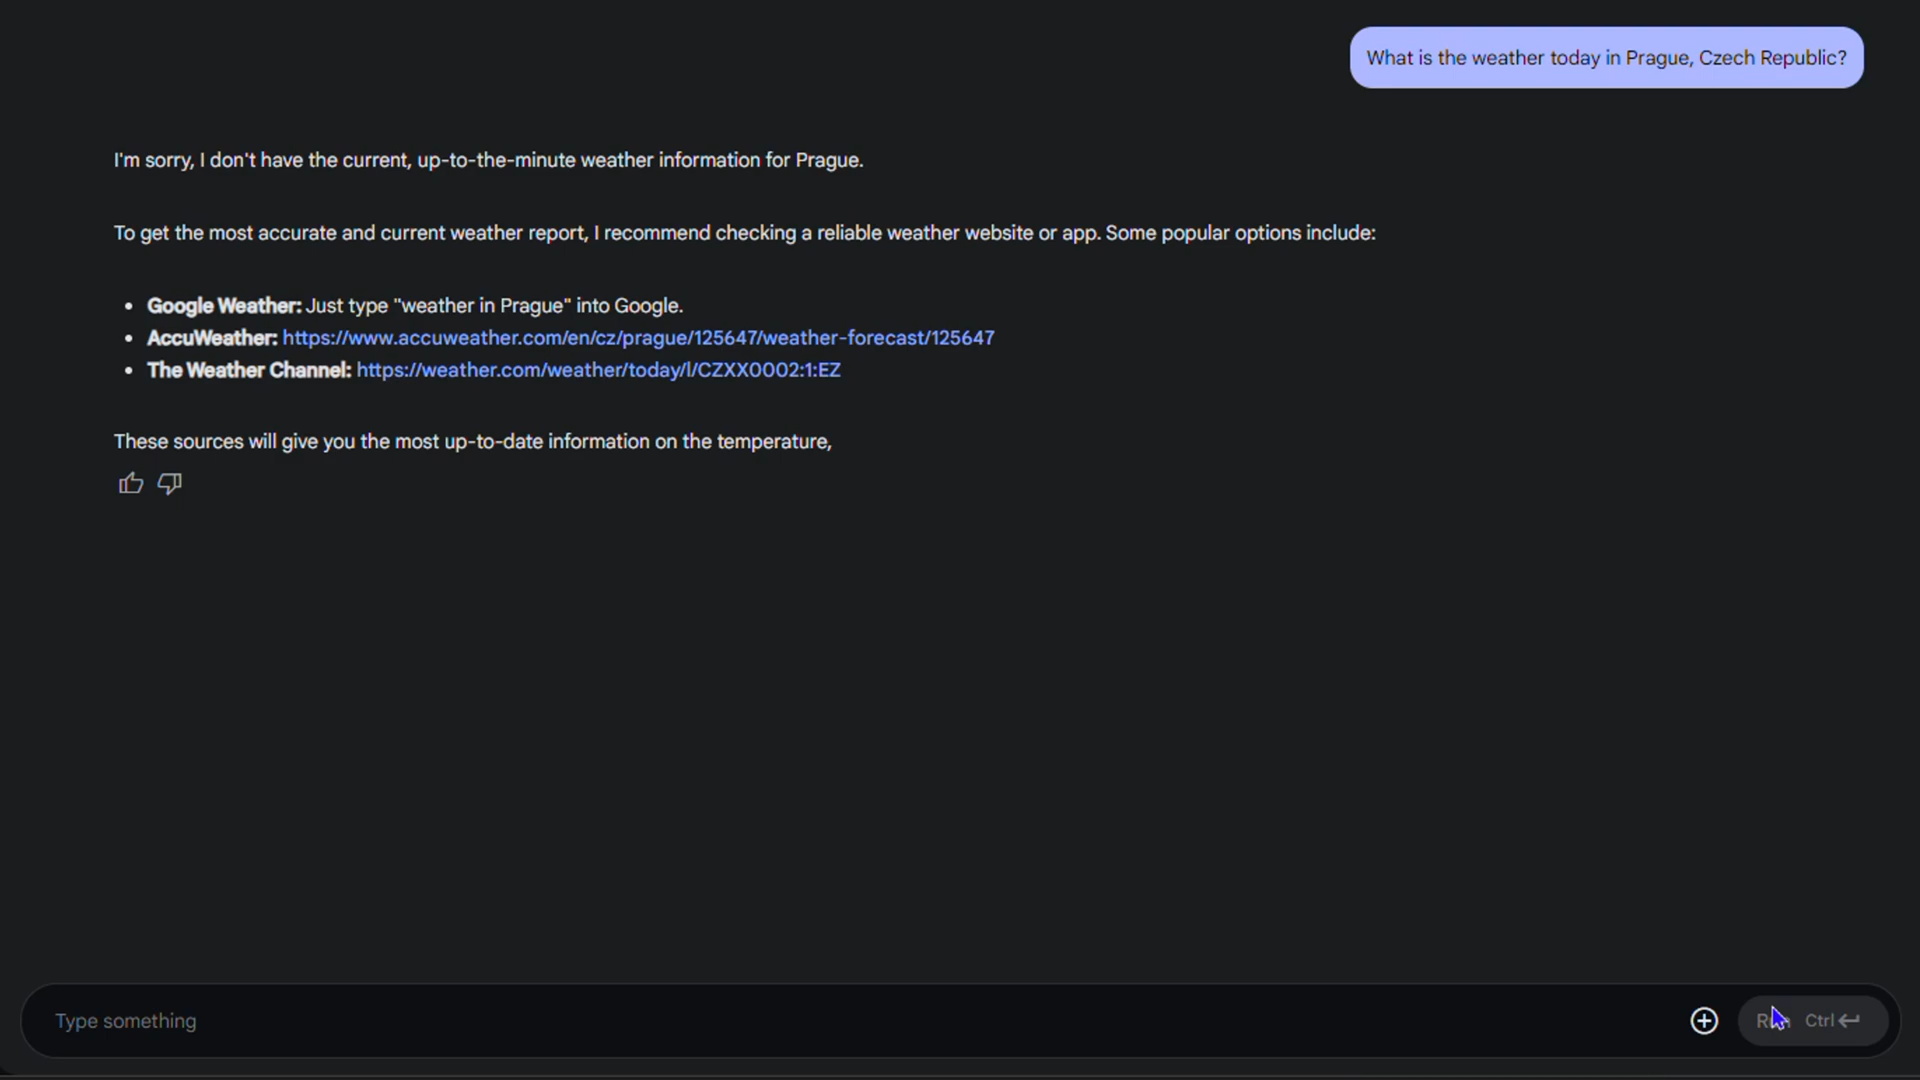 What is the weather today in Prague, Czech Republic?
I'm sorry, I don't have the current, up-to-the-minute weather information for Prague.
To get the most accurate and current weather report, I recommend checking a reliable weather website or app. Some popular options include:
• Google Weather: Just type "weather in Prague" into Google.
• AccuWeather: https://www.accuweather.com/en/cz/prague/125647/weather-forecast/125647
• The Weather Channel: https://weather.com/weather/today/l/CZXX0002:1:EZ
These sources will give you the most up-to-date information on the temperature,
Type something
Ctrl